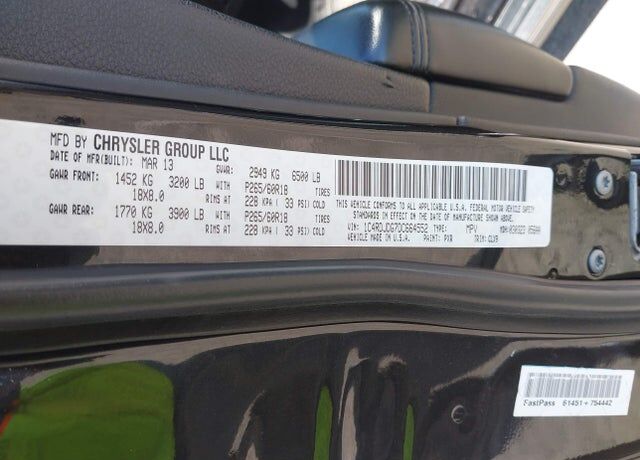 MFD BY CHRYSLER GROUP LLC
DATE OF MFR(BUILT): MAR 13 GVWR 2949 KG 6500 LB
GAWR FRONT: 1452 KG 3200 LB WITH P265/60R18 TIRES
18X8.0 RIMS AT 228 KPA ( 33 PSI) COLD
GAWR REAR: 1770 KG 3900 LB WITH P265/60R18 TIRES
18X8.0 RIMS AT 228 KPA ( 33 PSI) COLD
THIS VEHICLE CONFORMS TO ALL APPLICABLE U.S.A. FEDERAL MOTOR VEHICLE SAFETY
STANDARDS IN EFFECT ON THE DATE OF MANUFACTURE SHOWN ABOVE.
VIN: 1C4RDJDG7DC664552 TYPE: MPV MDH:
VEHICLE MADE IN U.S.A. PAINT: PXR TRIM:
FastPass 61451 + 754442